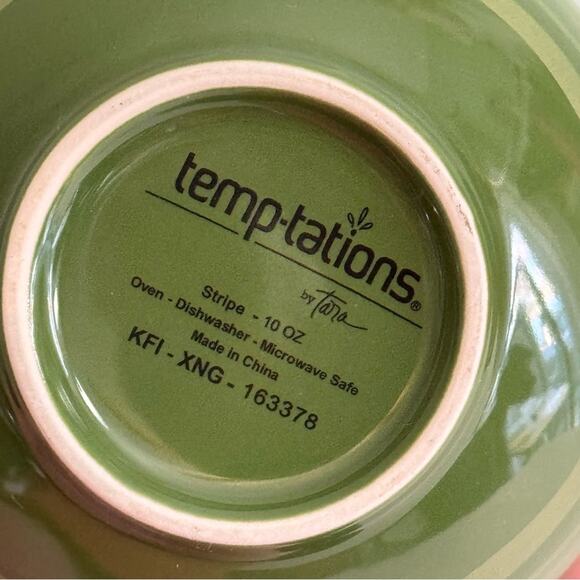 temp-tations®
by Tara
Stripe - 10 OZ
Oven - Dishwasher - Microwave Safe
Made in China
KFI - XNG - 163378